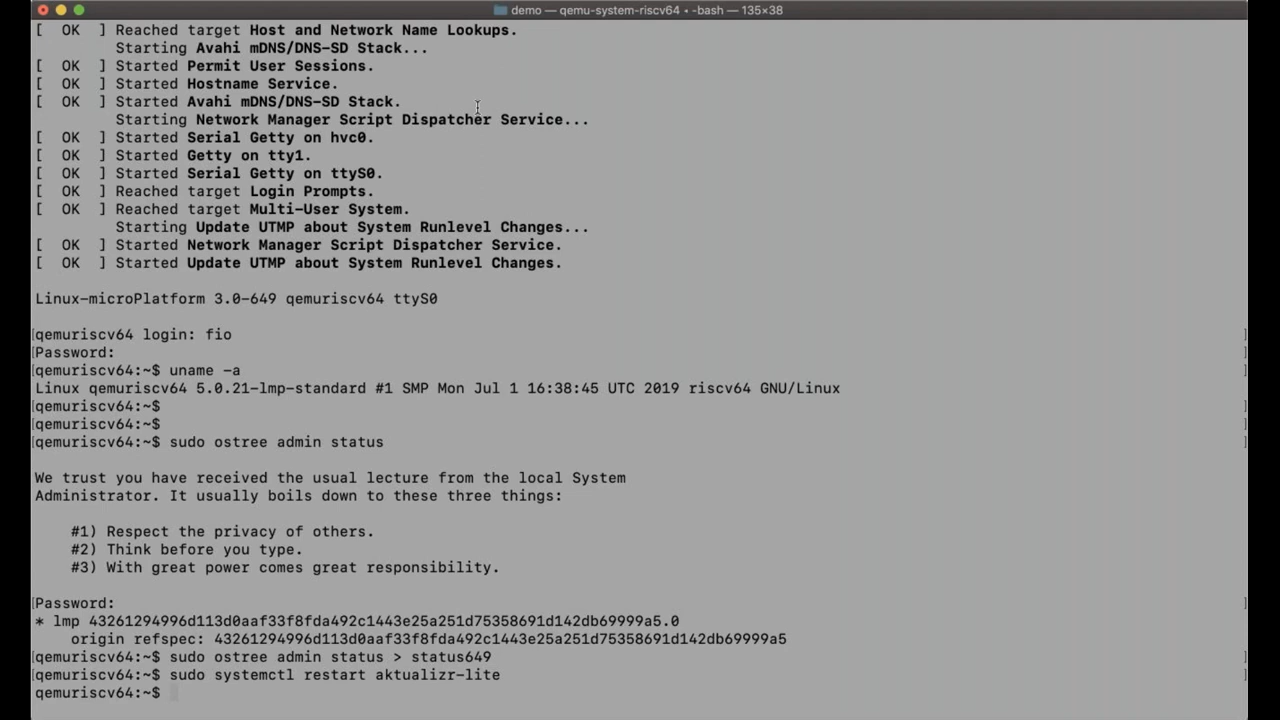 demo — qemu-system-riscv64 • -bash — 135×38
[  OK  ] Reached target Host and Network Name Lookups.
Starting Avahi mDNS/DNS-SD Stack...
[  OK  ] Started Permit User Sessions.
[  OK  ] Started Hostname Service.
[  OK  ] Started Avahi mDNS/DNS-SD Stack.
Starting Network Manager Script Dispatcher Service...
[  OK  ] Started Serial Getty on hvc0.
[  OK  ] Started Getty on tty1.
[  OK  ] Started Serial Getty on ttyS0.
[  OK  ] Reached target Login Prompts.
[  OK  ] Reached target Multi-User System.
Starting Update UTMP about System Runlevel Changes...
[  OK  ] Started Network Manager Script Dispatcher Service.
[  OK  ] Started Update UTMP about System Runlevel Changes.
Linux-microPlatform 3.0-649 qemuriscv64 ttyS0
[qemuriscv64 login: fio ]
[Password: ]
[qemuriscv64:~$ uname -a ]
Linux qemuriscv64 5.0.21-lmp-standard #1 SMP Mon Jul 1 16:38:45 UTC 2019 riscv64 GNU/Linux
[qemuriscv64:~$ ]
[qemuriscv64:~$ ]
[qemuriscv64:~$ sudo ostree admin status ]
We trust you have received the usual lecture from the local System
Administrator. It usually boils down to these three things:
#1) Respect the privacy of others.
#2) Think before you type.
#3) With great power comes great responsibility.
[Password: ]
* lmp 43261294996d113d0aaf33f8fda492c1443e25a251d75358691d142db69999a5.0
origin refspec: 43261294996d113d0aaf33f8fda492c1443e25a251d75358691d142db69999a5
[qemuriscv64:~$ sudo ostree admin status > status649 ]
[qemuriscv64:~$ sudo systemctl restart aktualizr-lite ]
qemuriscv64:~$